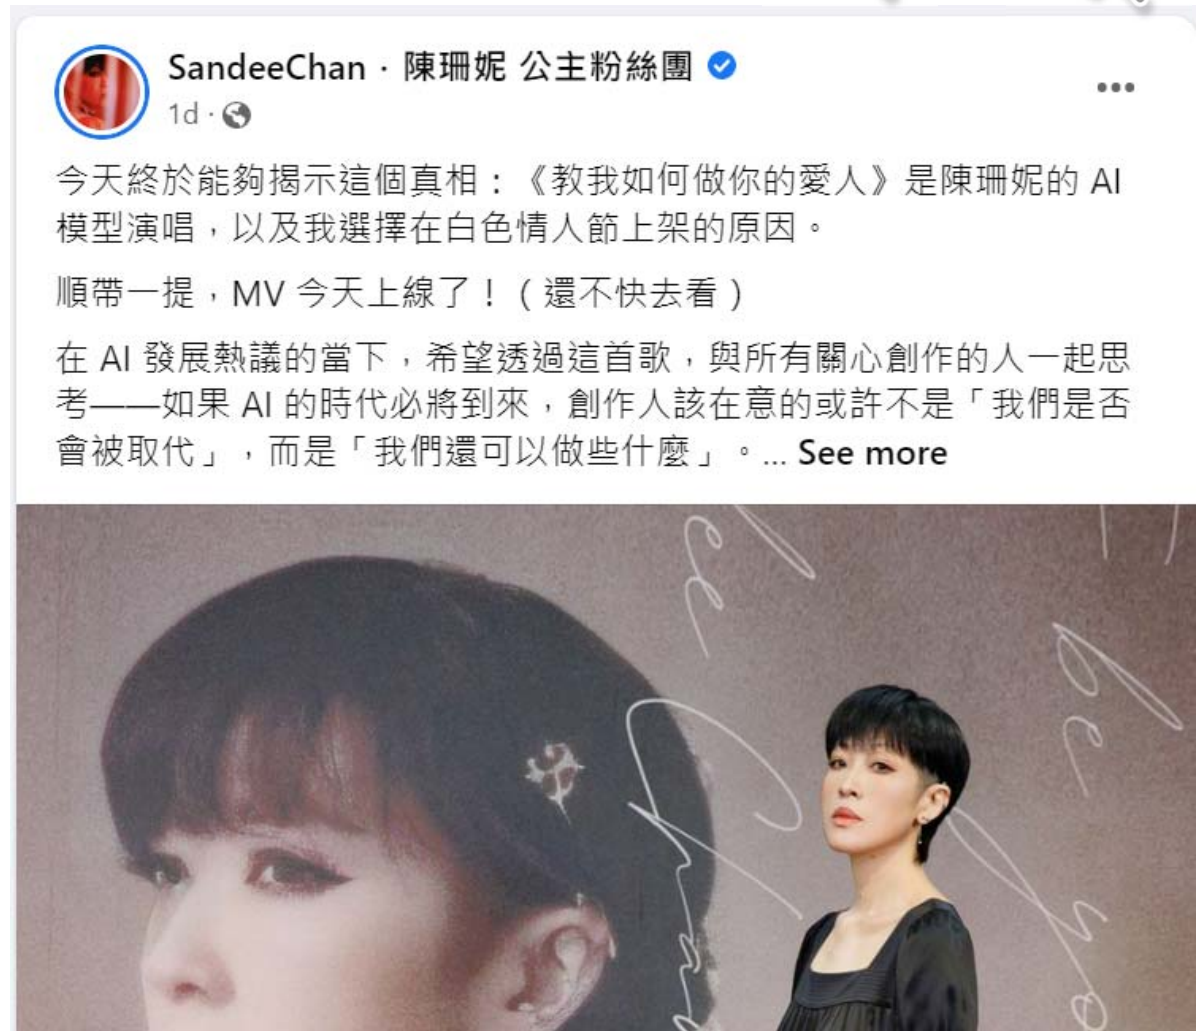 SandeeChan · 陳珊妮 公主粉絲團
1d ·
今天終於能夠揭示這個真相：《教我如何做你的愛人》是陳珊妮的 AI
模型演唱，以及我選擇在白色情人節上架的原因。
順帶一提，MV 今天上線了！（還不快去看）
在 AI 發展熱議的當下，希望透過這首歌，與所有關心創作的人一起思
考——如果 AI 的時代必將到來，創作人該在意的或許不是「我們是否
會被取代」，而是「我們還可以做些什麼」。... See more
be